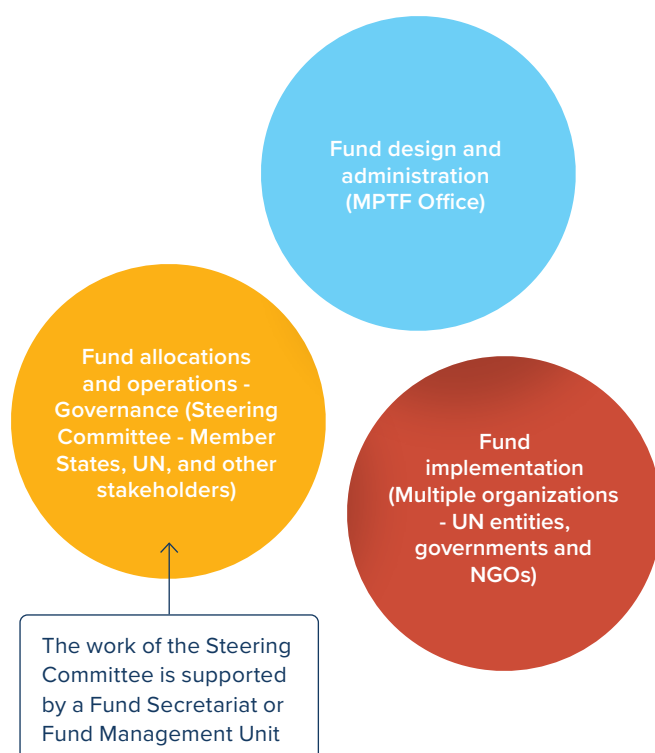 Fund design and
administration
(MPTF Office)
Fund allocations
and operations -
Governance (Steering
Committee - Member
States, UN, and other
stakeholders)
Fund
implementation
(Multiple organizations
- UN entities,
governments and
NGOs)
The work of the Steering
Committee is supported
by a Fund Secretariat or
Fund Management Unit